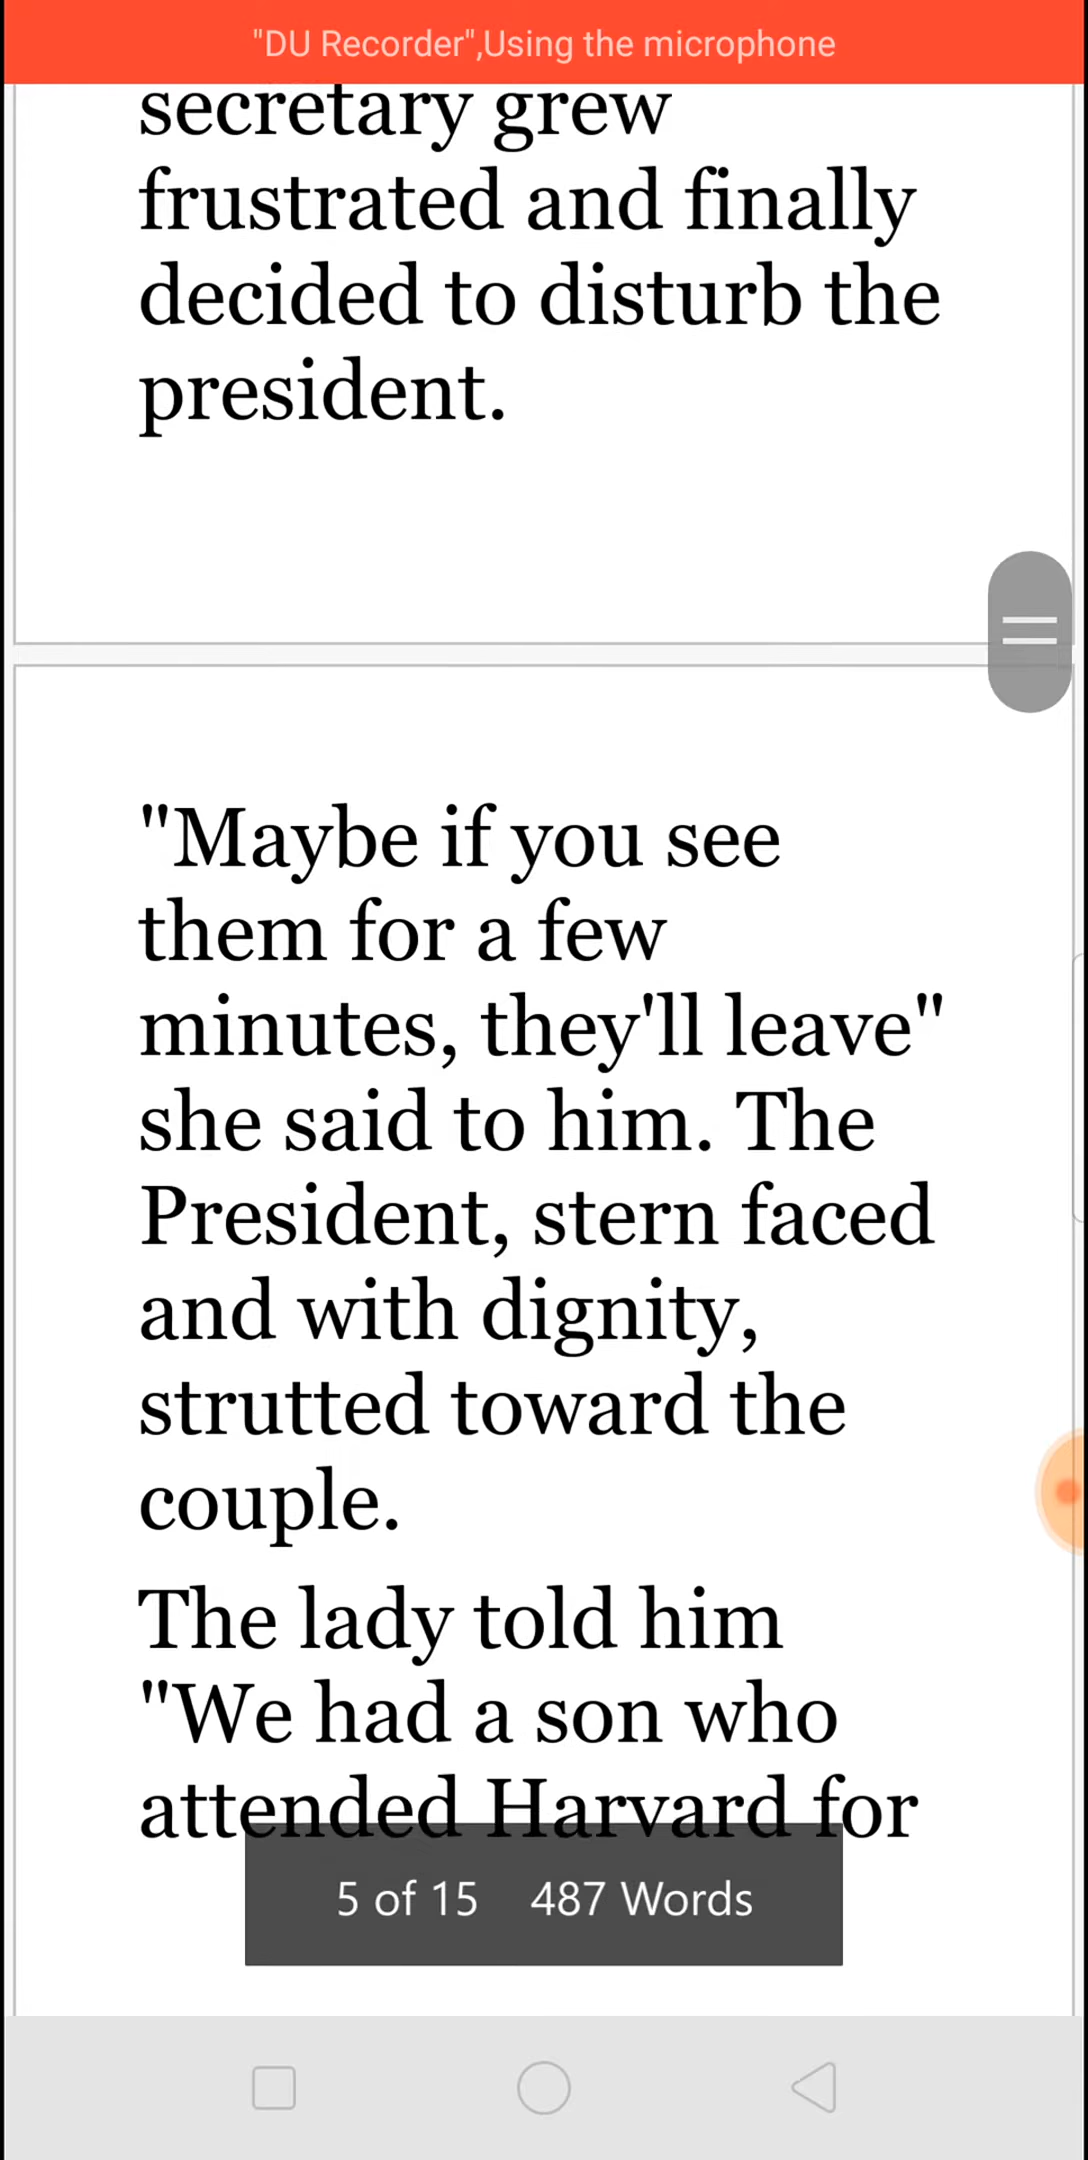 "DU Recorder",Using the microphone
secretary grew
frustrated and finally
decided to disturb the
president.
"Maybe if you see
them for a few
minutes, they'll leave"
she said to him. The
President, stern faced
and with dignity,
strutted toward the
couple.
The lady told him
"We had a son who
attended Harvard for
5 of 15 487 Words